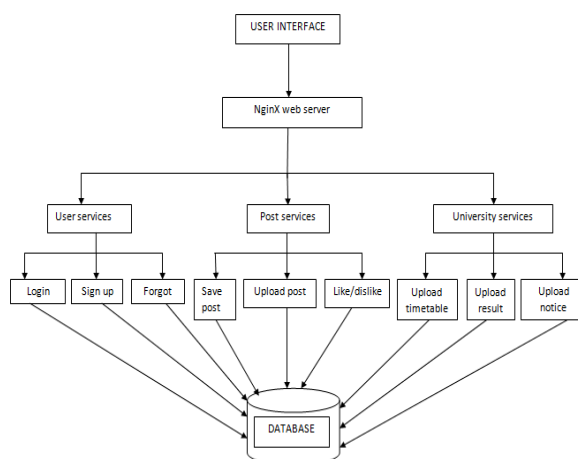 USER INTERFACE
NginX web server
User services
Post services
University services
Login
Sign up
Forgot
Save
post
Upload post
Like/dislike
Upload
timetable
Upload
result
Upload
notice
DATABASE